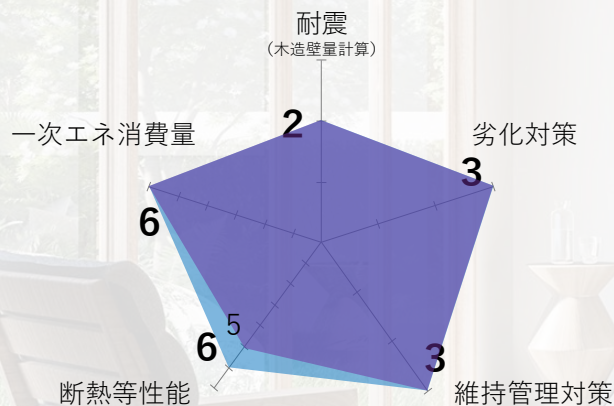 耐震
（木造壁量計算）
2
一次エネ消費量
劣化対策
3
6
5
6
3
断熱等性能
維持管理対策